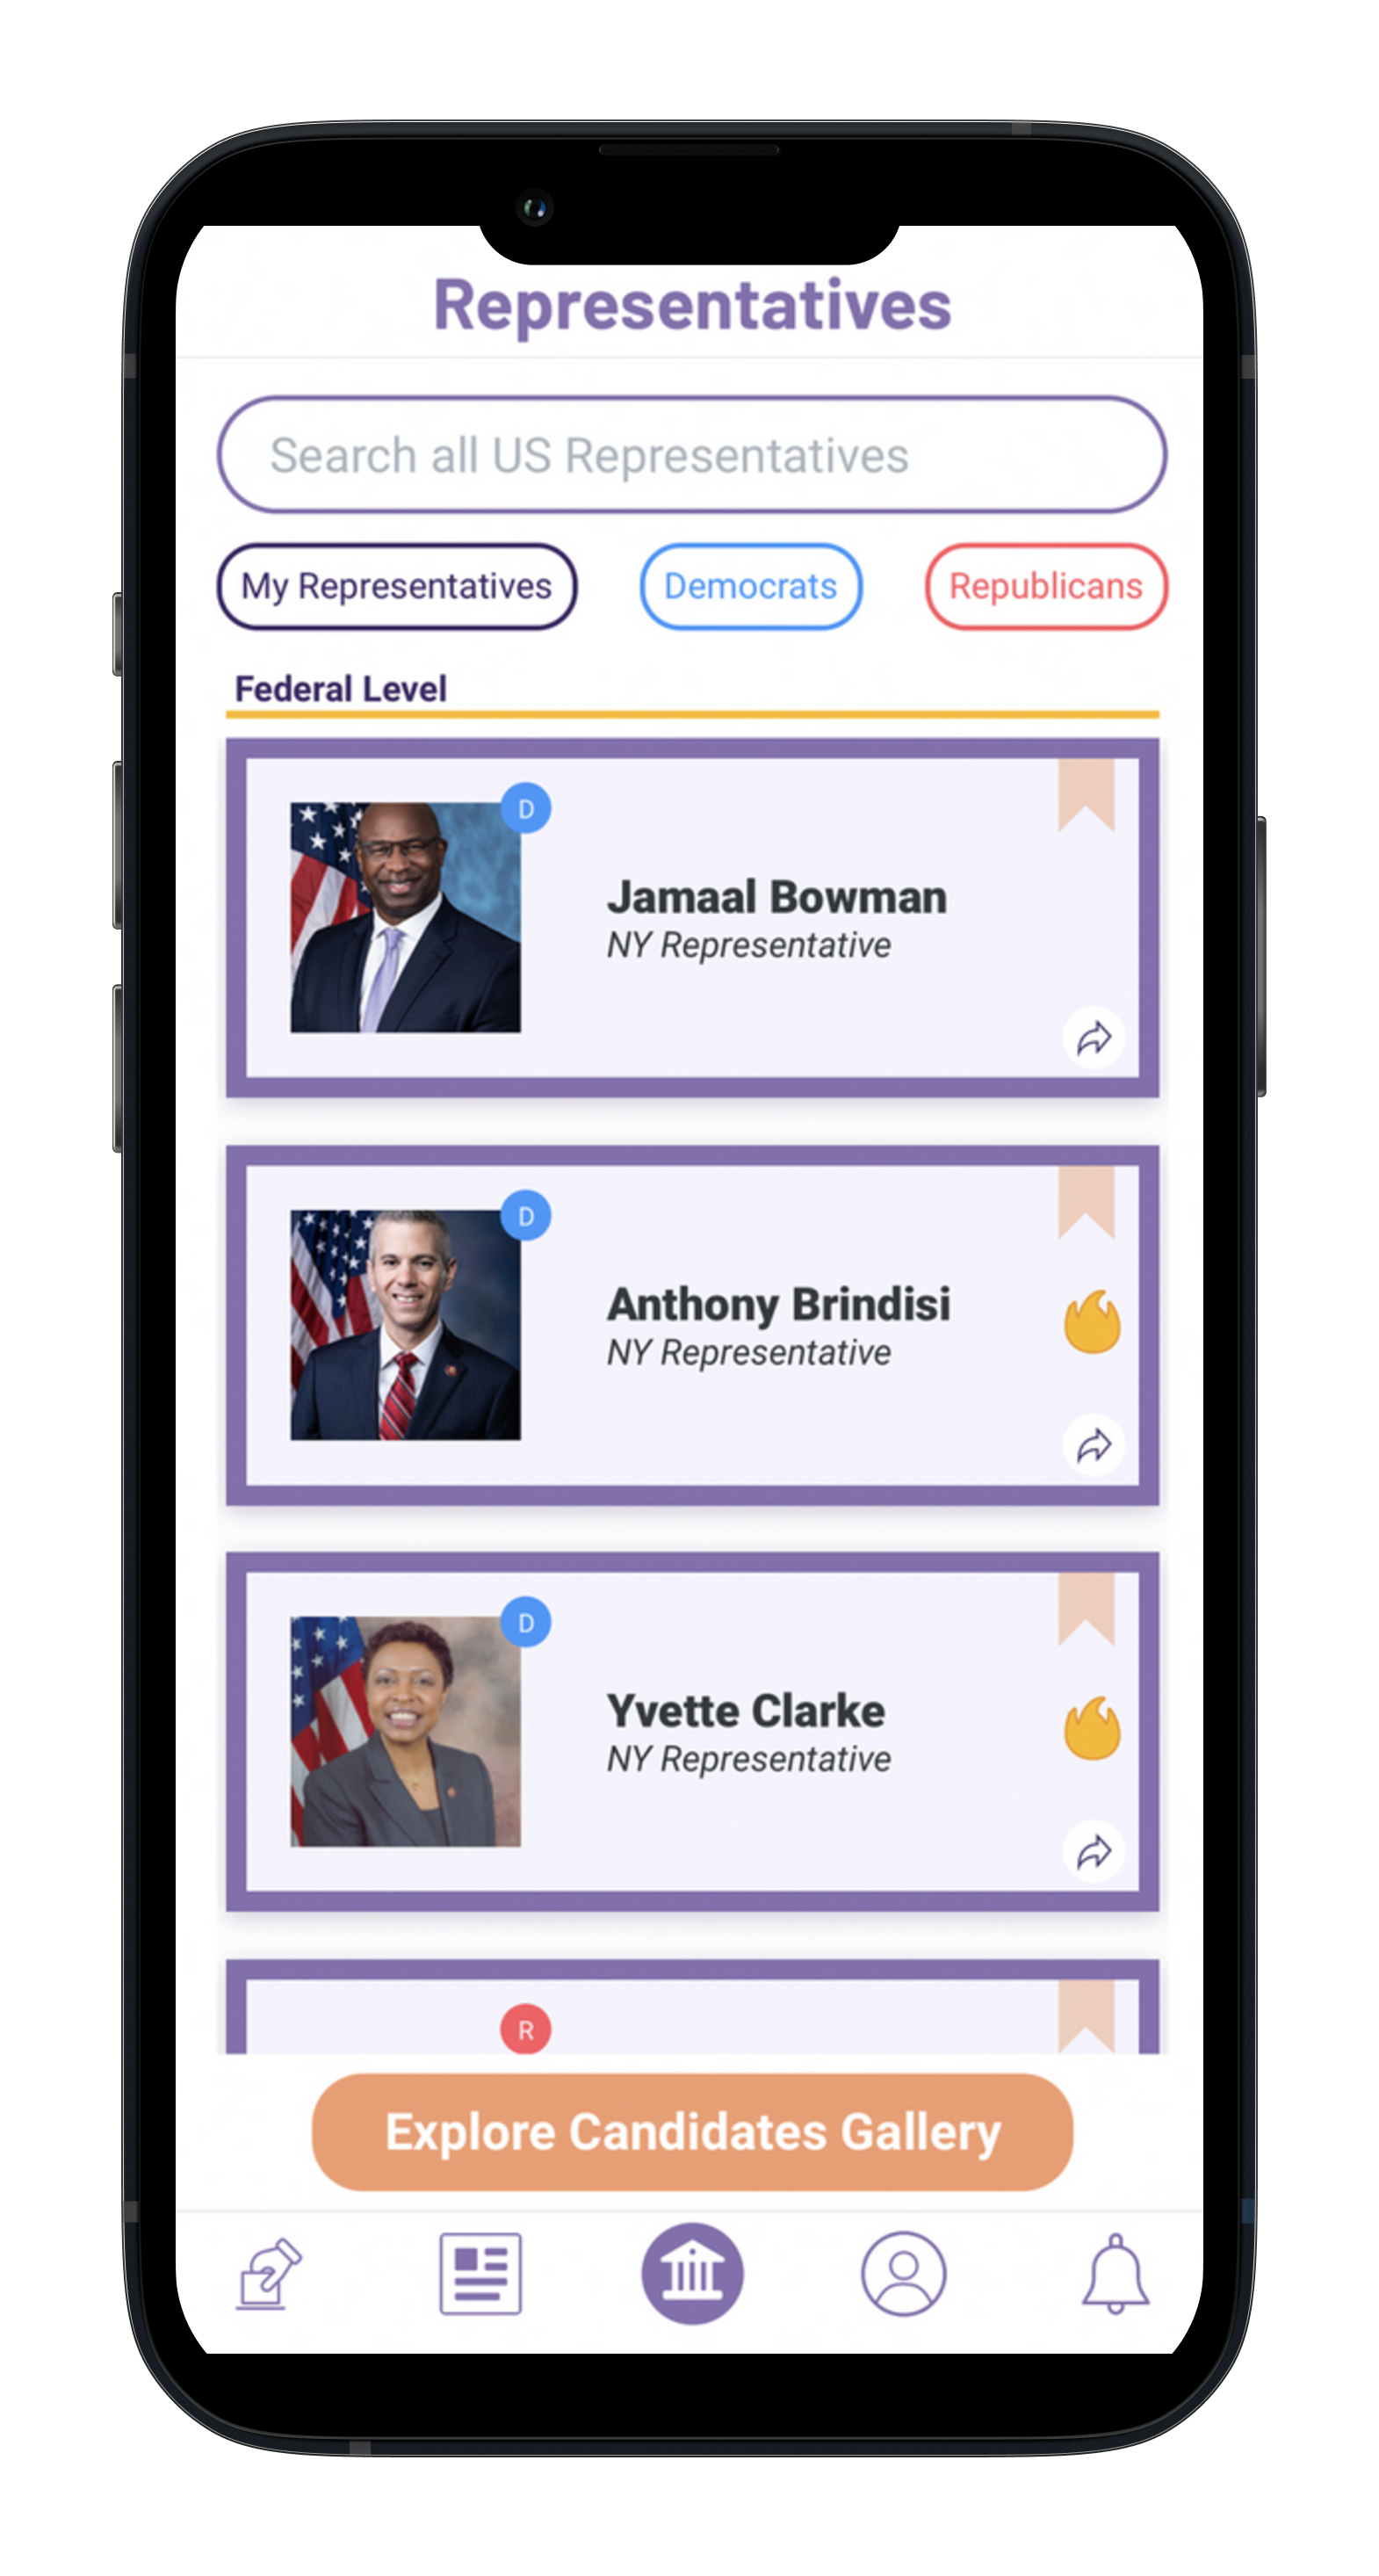 Representatives
Search all US Representatives
My Representatives
Democrats
Republicans
Federal Level
D
Jamaal Bowman
NY Representative
D
Anthony Brindisi
NY Representative
D
Yvette Clarke
NY Representative
R
Explore Candidates Gallery